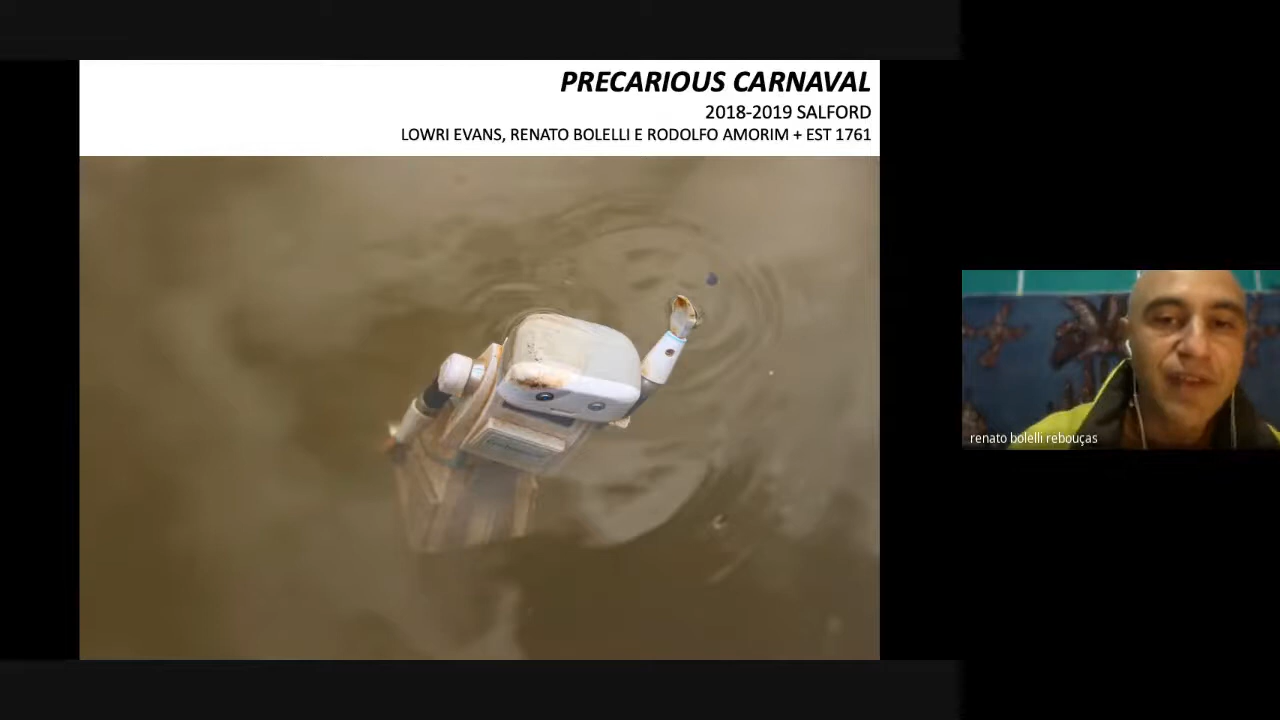 PRECARIOUS CARNAVAL
2018-2019 SALFORD
LOWRI EVANS, RENATO BOLELLI E RODOLFO AMORIM + EST 1761
renato bolelli rebouças